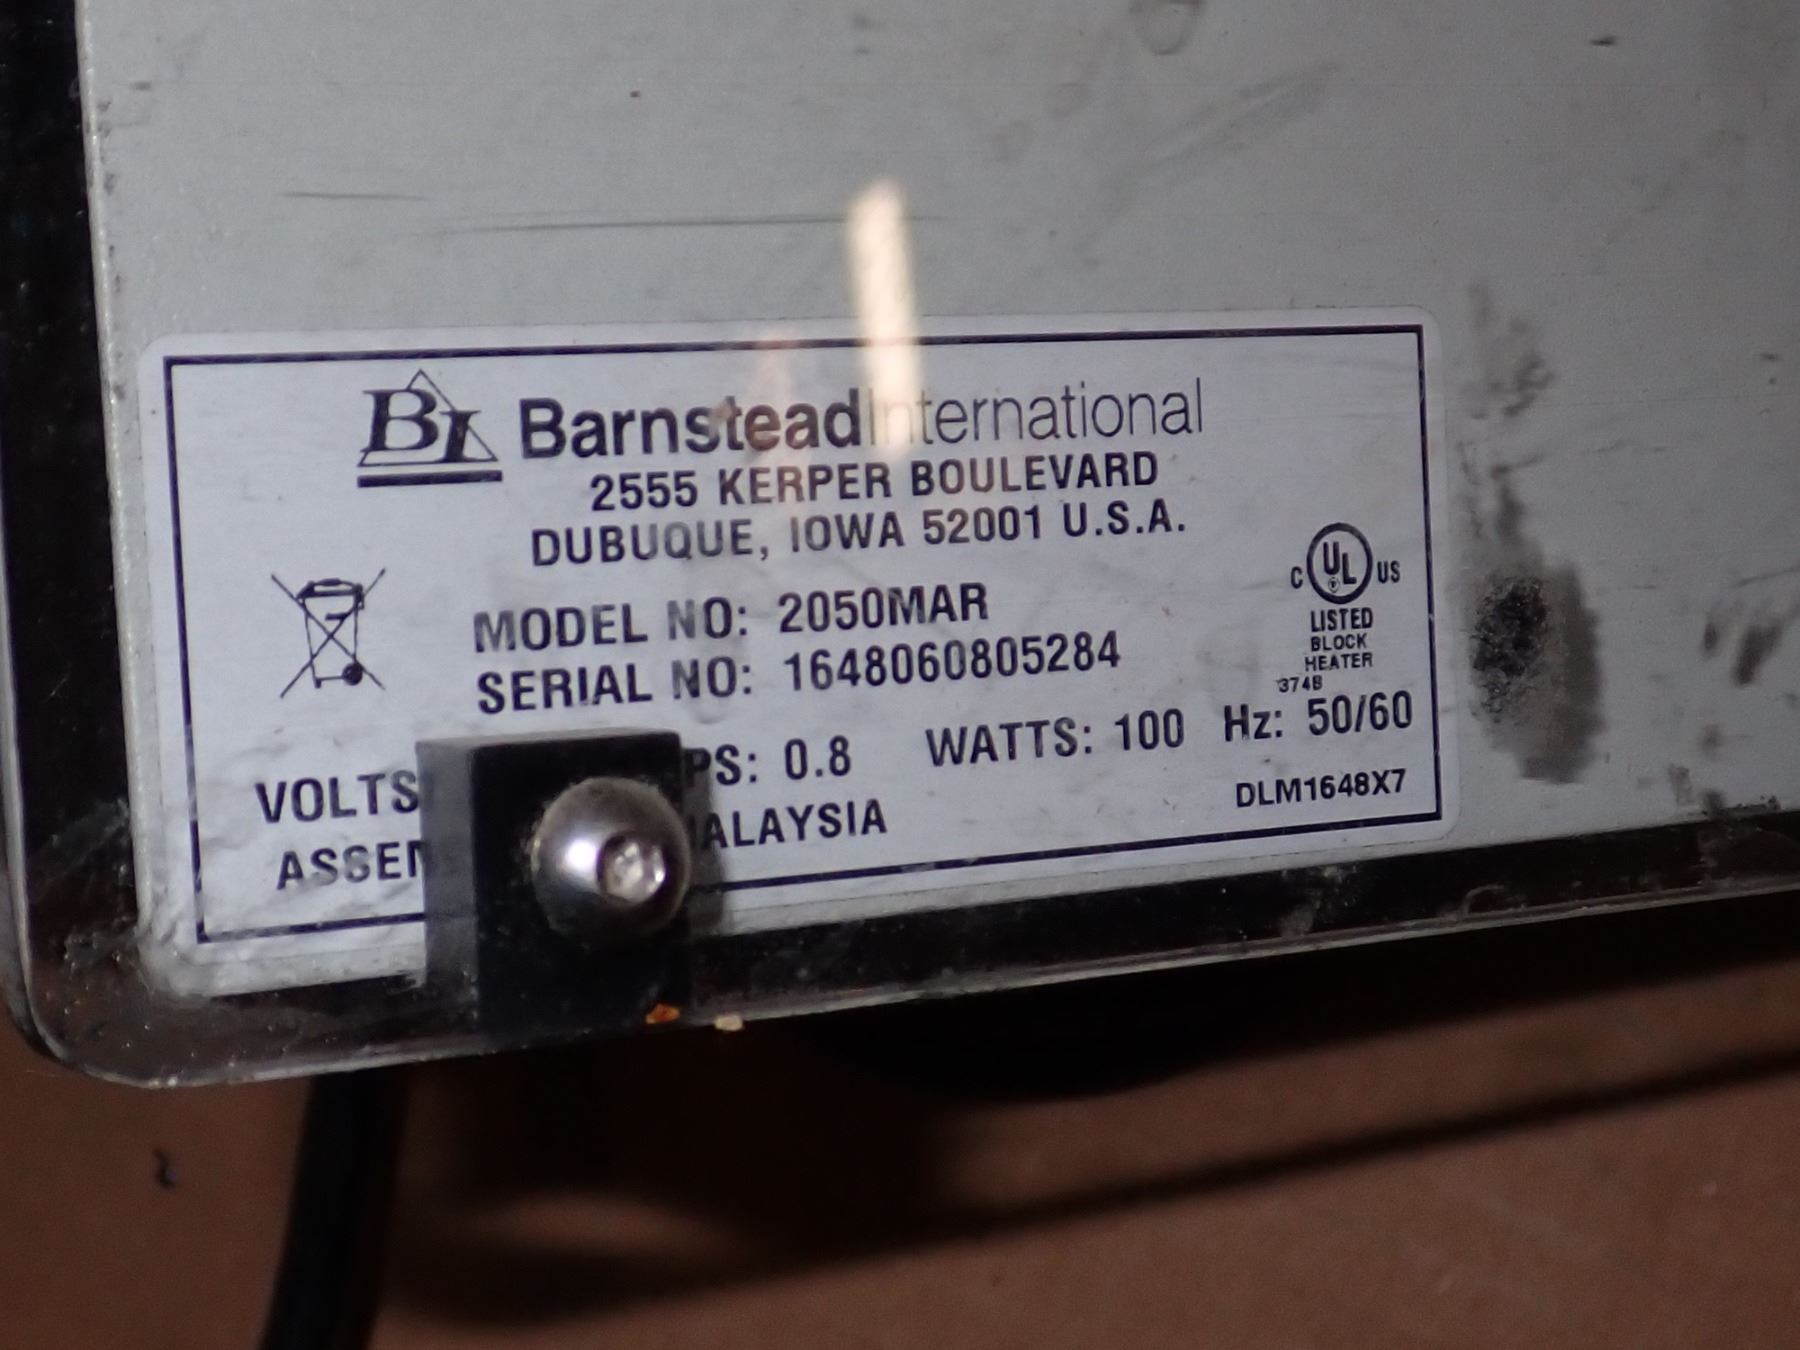 BI BarnsteadInternational
2555 KERPER BOULEVARD
DUBUQUE, IOWA 52001 U.S.A.
MODEL NO: 2050MAR
SERIAL NO: 1648060805284
C UL US
LISTED
BLOCK
HEATER
374B
VOLTS PS: 0.8 WATTS: 100 Hz: 50/60
ASSEM ALAYSIA
DLM1648X7